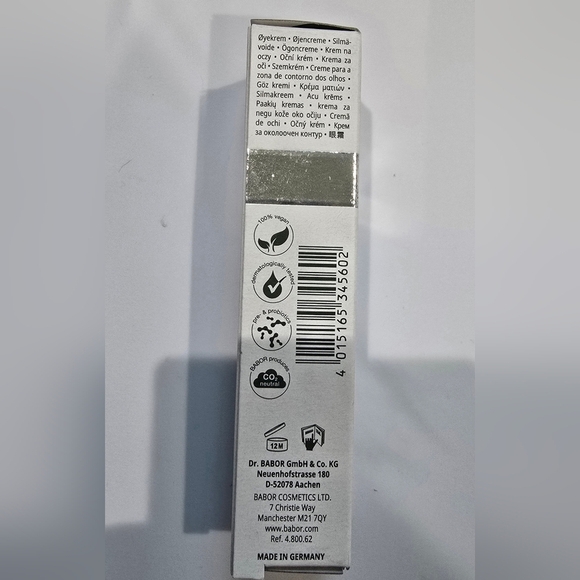 Øyekrem • Øjencreme • Silmä-
voide • Ögoncreme • Krem na
oczy • Oční krém • Krema za
oči • Szemkrém • Creme para a
zona de contorno dos olhos •
Göz kremi • Κρέμα ματιών •
Silmakreem • Acu krēms •
Paakių kremas • krema za
negu kože oko očiju • Cremă
de ochi • Očný krém • Крем
за околоочен контур • 眼霜
100% vegan
dermatologically tested
pre- & probiotics
BABOR produces
CO2
neutral
4 015165 345602
12M
Dr. BABOR GmbH & Co. KG
Neuenhofstrasse 180
D-52078 Aachen
BABOR COSMETICS LTD.
7 Christie Way
Manchester M21 7QY
www.babor.com
Ref. 4.800.62
MADE IN GERMANY